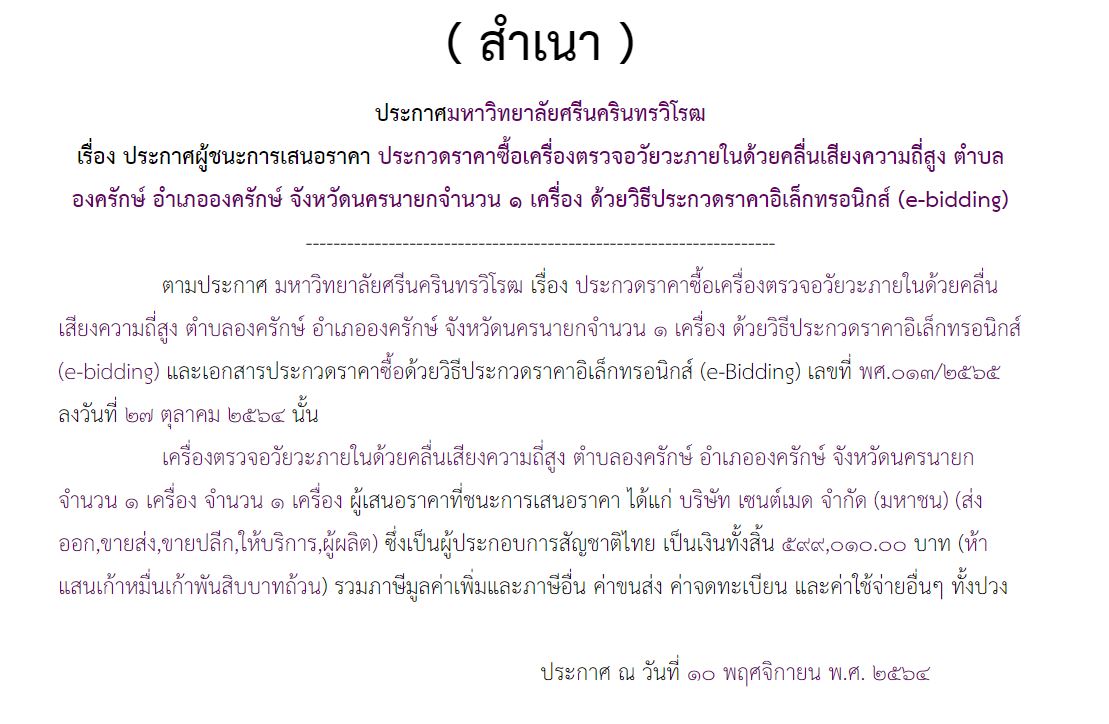 ( สำเนา )
ประกาศมหาวิทยาลัยศรีนครินทรวิโรฒ
เรื่อง ประกาศผู้ชนะการเสนอราคา ประกวดราคาซื้อเครื่องตรวจอวัยวะภายในด้วยคลื่นเสียงความถี่สูง ตำบล
องครักษ์ อำเภอองครักษ์ จังหวัดนครนายกจำนวน ๑ เครื่อง ด้วยวิธีประกวดราคาอิเล็กทรอนิกส์ (e-bidding)
--------------------------------------------------------------------
ตามประกาศ มหาวิทยาลัยศรีนครินทรวิโรฒ เรื่อง ประกวดราคาซื้อเครื่องตรวจอวัยวะภายในด้วยคลื่น
เสียงความถี่สูง ตำบลองครักษ์ อำเภอองครักษ์ จังหวัดนครนายกจำนวน ๑ เครื่อง ด้วยวิธีประกวดราคาอิเล็กทรอนิกส์
(e-bidding) และเอกสารประกวดราคาซื้อด้วยวิธีประกวดราคาอิเล็กทรอนิกส์ (e-Bidding) เลขที่ พศ.๐๑๓/๒๕๖๕
ลงวันที่ ๒๗ ตุลาคม ๒๕๖๔ นั้น
เครื่องตรวจอวัยวะภายในด้วยคลื่นเสียงความถี่สูง ตำบลองครักษ์ อำเภอองครักษ์ จังหวัดนครนายก
จำนวน ๑ เครื่อง จำนวน ๑ เครื่อง ผู้เสนอราคาที่ชนะการเสนอราคา ได้แก่ บริษัท เซนต์เมด จำกัด (มหาชน) (ส่ง
ออก,ขายส่ง,ขายปลีก,ให้บริการ,ผู้ผลิต) ซึ่งเป็นผู้ประกอบการสัญชาติไทย เป็นเงินทั้งสิ้น ๕๙๙,๐๑๐.๐๐ บาท (ห้า
แสนเก้าหมื่นเก้าพันสิบบาทถ้วน) รวมภาษีมูลค่าเพิ่มและภาษีอื่น ค่าขนส่ง ค่าจดทะเบียน และค่าใช้จ่ายอื่นๆ ทั้งปวง
ประกาศ ณ วันที่ ๑๐ พฤศจิกายน พ.ศ. ๒๕๖๔